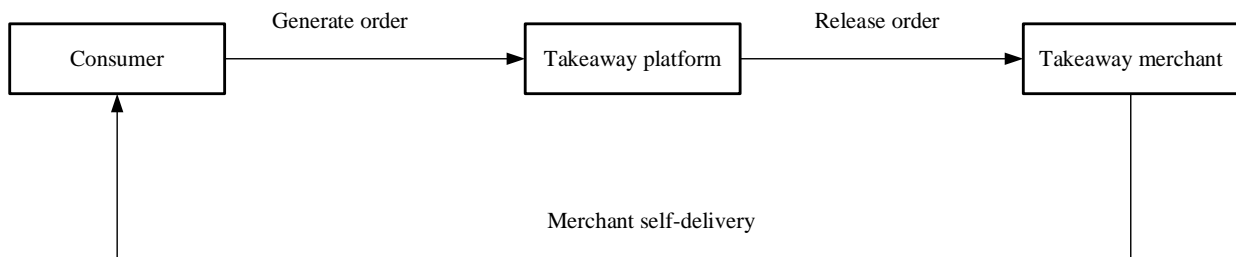 Generate order
Release order
Consumer
Takeaway platform
Takeaway merchant
Merchant self-delivery